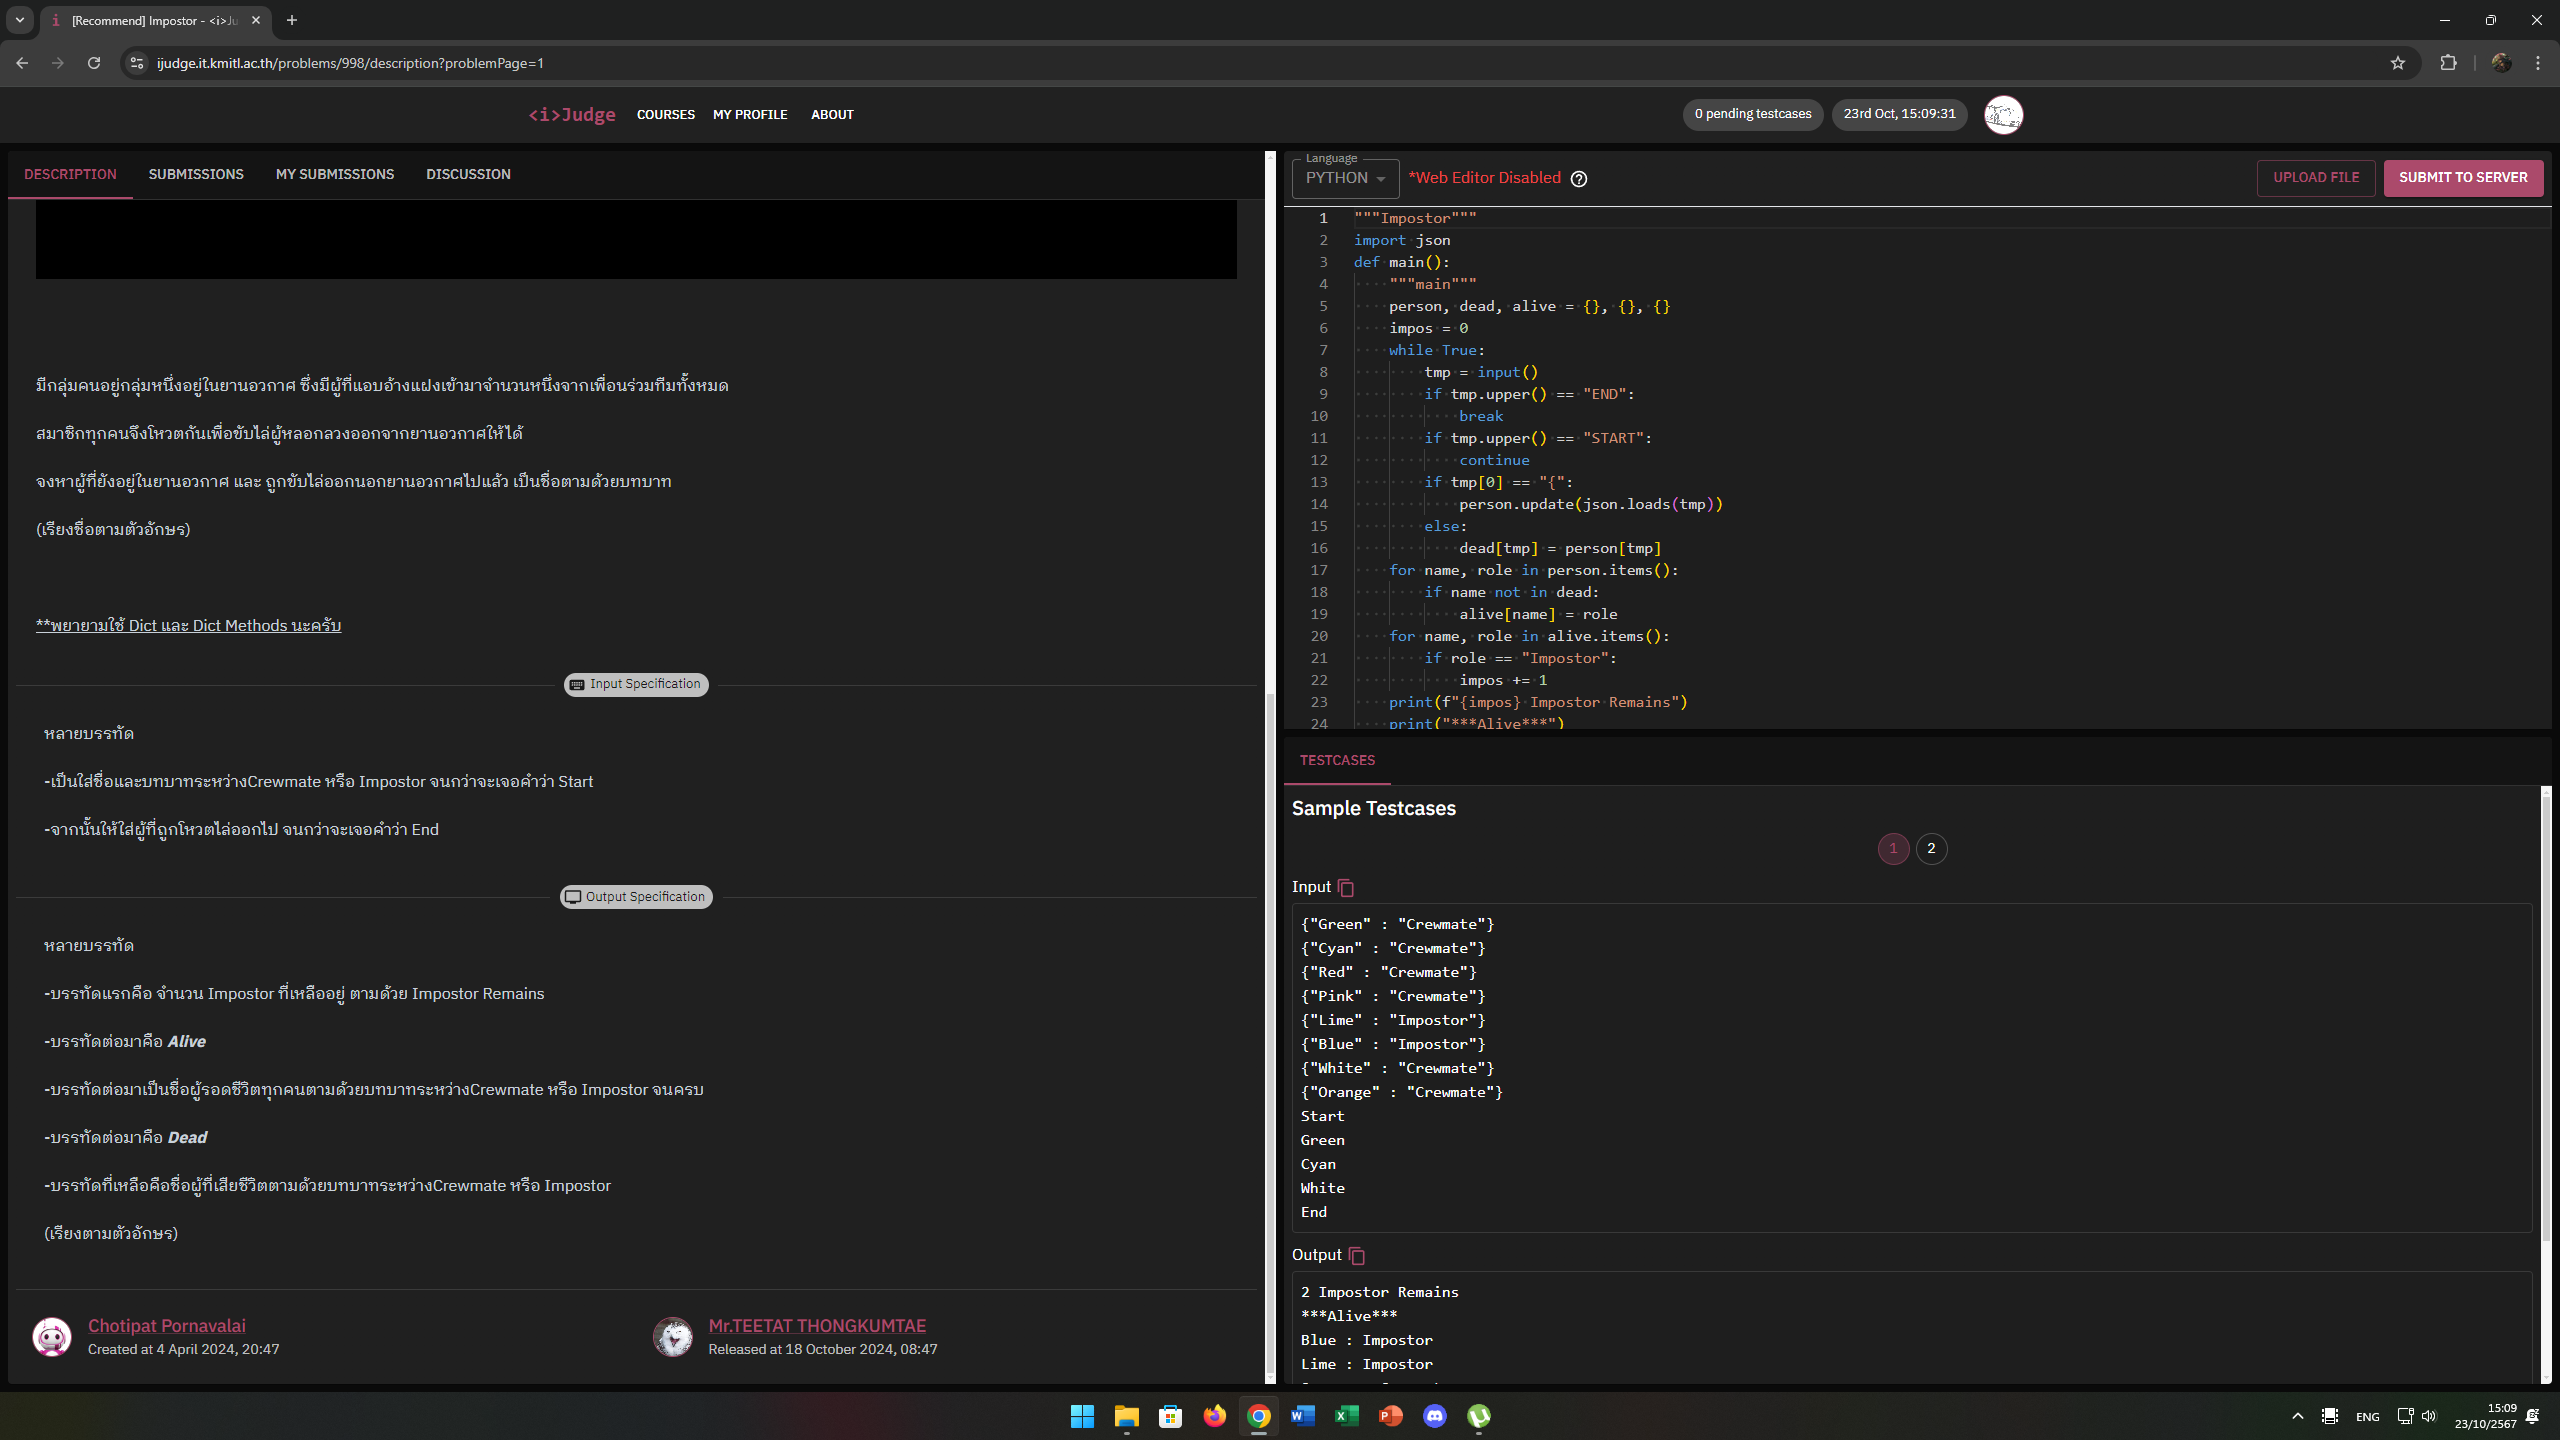 [Recommend] Impostor - <i>Ju
ijudge.it.kmitl.ac.th/problems/998/description?problemPage=1
<i>Judge
COURSES
MY PROFILE
ABOUT
0 pending testcases
23rd Oct, 15:09:31
DESCRIPTION
SUBMISSIONS
MY SUBMISSIONS
DISCUSSION
มีกลุ่มคนอยู่กลุ่มหนึ่งอยู่ในยานอวกาศ ซึ่งมีผู้ที่แอบอ้างแฝงเข้ามาจำนวนหนึ่งจากเพื่อนร่วมทีมทั้งหมด
สมาชิกทุกคนจึงโหวตกันเพื่อขับไล่ผู้หลอกลวงออกจากยานอวกาศให้ได้
จงหาผู้ที่ยังอยู่ในยานอวกาศ และ ถูกขับไล่ออกนอกยานอวกาศไปแล้ว เป็นชื่อตามด้วยบทบาท
(เรียงชื่อตามตัวอักษร)
**พยายามใช้ Dict และ Dict Methods นะครับ
Input Specification
หลายบรรทัด
-เป็นใส่ชื่อและบทบาทระหว่างCrewmate หรือ Impostor จนกว่าจะเจอคำว่า Start
-จากนั้นให้ใส่ผู้ที่ถูกโหวตไล่ออกไป จนกว่าจะเจอคำว่า End
Output Specification
หลายบรรทัด
-บรรทัดแรกคือ จำนวน Impostor ที่เหลืออยู่ ตามด้วย Impostor Remains
-บรรทัดต่อมาคือ Alive
-บรรทัดต่อมาเป็นชื่อผู้รอดชีวิตทุกคนตามด้วยบทบาทระหว่างCrewmate หรือ Impostor จนครบ
-บรรทัดต่อมาคือ Dead
-บรรทัดที่เหลือคือชื่อผู้ที่เสียชีวิตตามด้วยบทบาทระหว่างCrewmate หรือ Impostor
(เรียงตามตัวอักษร)
Chotipat Pornavalai
Created at 4 April 2024, 20:47
Mr.TEETAT THONGKUMTAE
Released at 18 October 2024, 08:47
Language
PYTHON
*Web Editor Disabled
UPLOAD FILE
SUBMIT TO SERVER
1 """Impostor"""
2 import json
3 def main():
4 """main"""
5 person, dead, alive = {}, {}, {}
6 impos = 0
7 while True:
8 tmp = input()
9 if tmp.upper() == "END":
10 break
11 if tmp.upper() == "START":
12 continue
13 if tmp[0] == "{":
14 person.update(json.loads(tmp))
15 else:
16 dead[tmp] = person[tmp]
17 for name, role in person.items():
18 if name not in dead:
19 alive[name] = role
20 for name, role in alive.items():
21 if role == "Impostor":
22 impos += 1
23 print(f"{impos} Impostor Remains")
24 print("***Alive***")
TESTCASES
Sample Testcases
1
2
Input
{"Green" : "Crewmate"}
{"Cyan" : "Crewmate"}
{"Red" : "Crewmate"}
{"Pink" : "Crewmate"}
{"Lime" : "Impostor"}
{"Blue" : "Impostor"}
{"White" : "Crewmate"}
{"Orange" : "Crewmate"}
Start
Green
Cyan
White
End
Output
2 Impostor Remains
***Alive***
Blue : Impostor
Lime : Impostor
ENG
15:09
23/10/2567